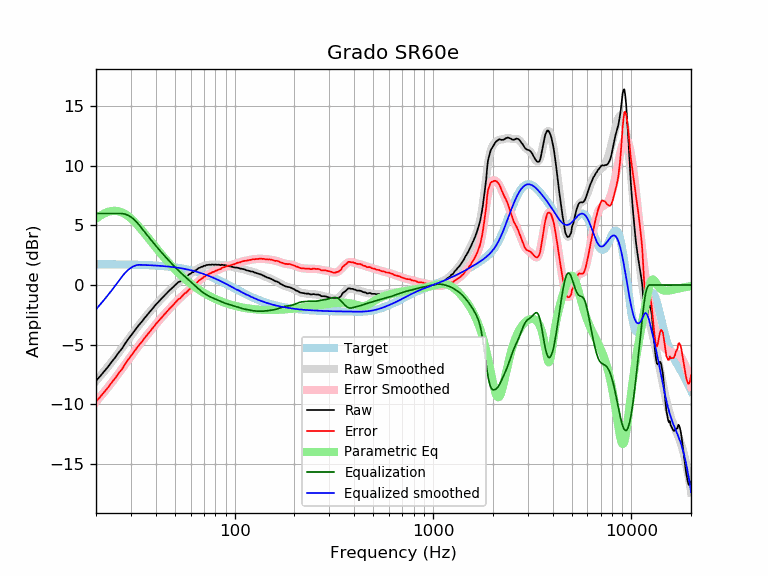 Grado SR60e
Amplitude (dBr)
15
10
5
0
−5
−10
−15
Target
Raw Smoothed
Error Smoothed
Raw
Error
Parametric Eq
Equalization
Equalized smoothed
100
1000
10000
Frequency (Hz)